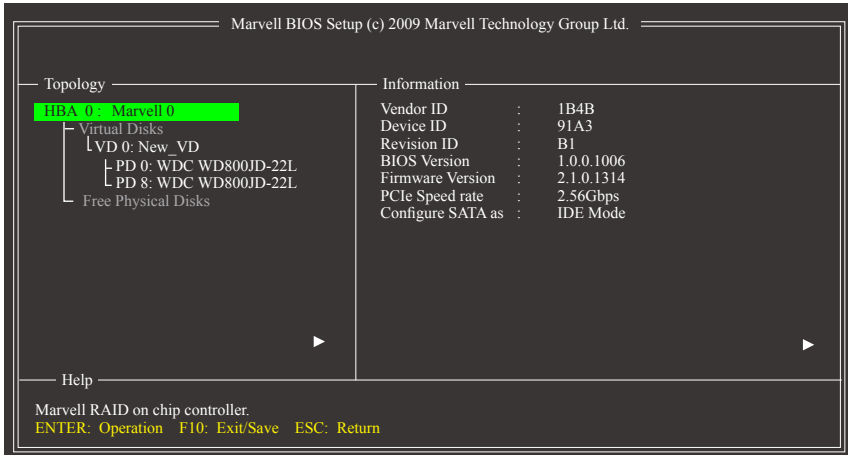 Marvell BIOS Setup (c) 2009 Marvell Technology Group Ltd.
Topology
HBA 0 : Marvell 0
Virtual Disks
VD 0: New_VD
PD 0: WDC WD800JD-22L
PD 8: WDC WD800JD-22L
Free Physical Disks
Information
Vendor ID : 1B4B
Device ID : 91A3
Revision ID : B1
BIOS Version : 1.0.0.1006
Firmware Version : 2.1.0.1314
PCIe Speed rate : 2.56Gbps
Configure SATA as : IDE Mode
Help
Marvell RAID on chip controller.
ENTER: Operation F10: Exit/Save ESC: Return